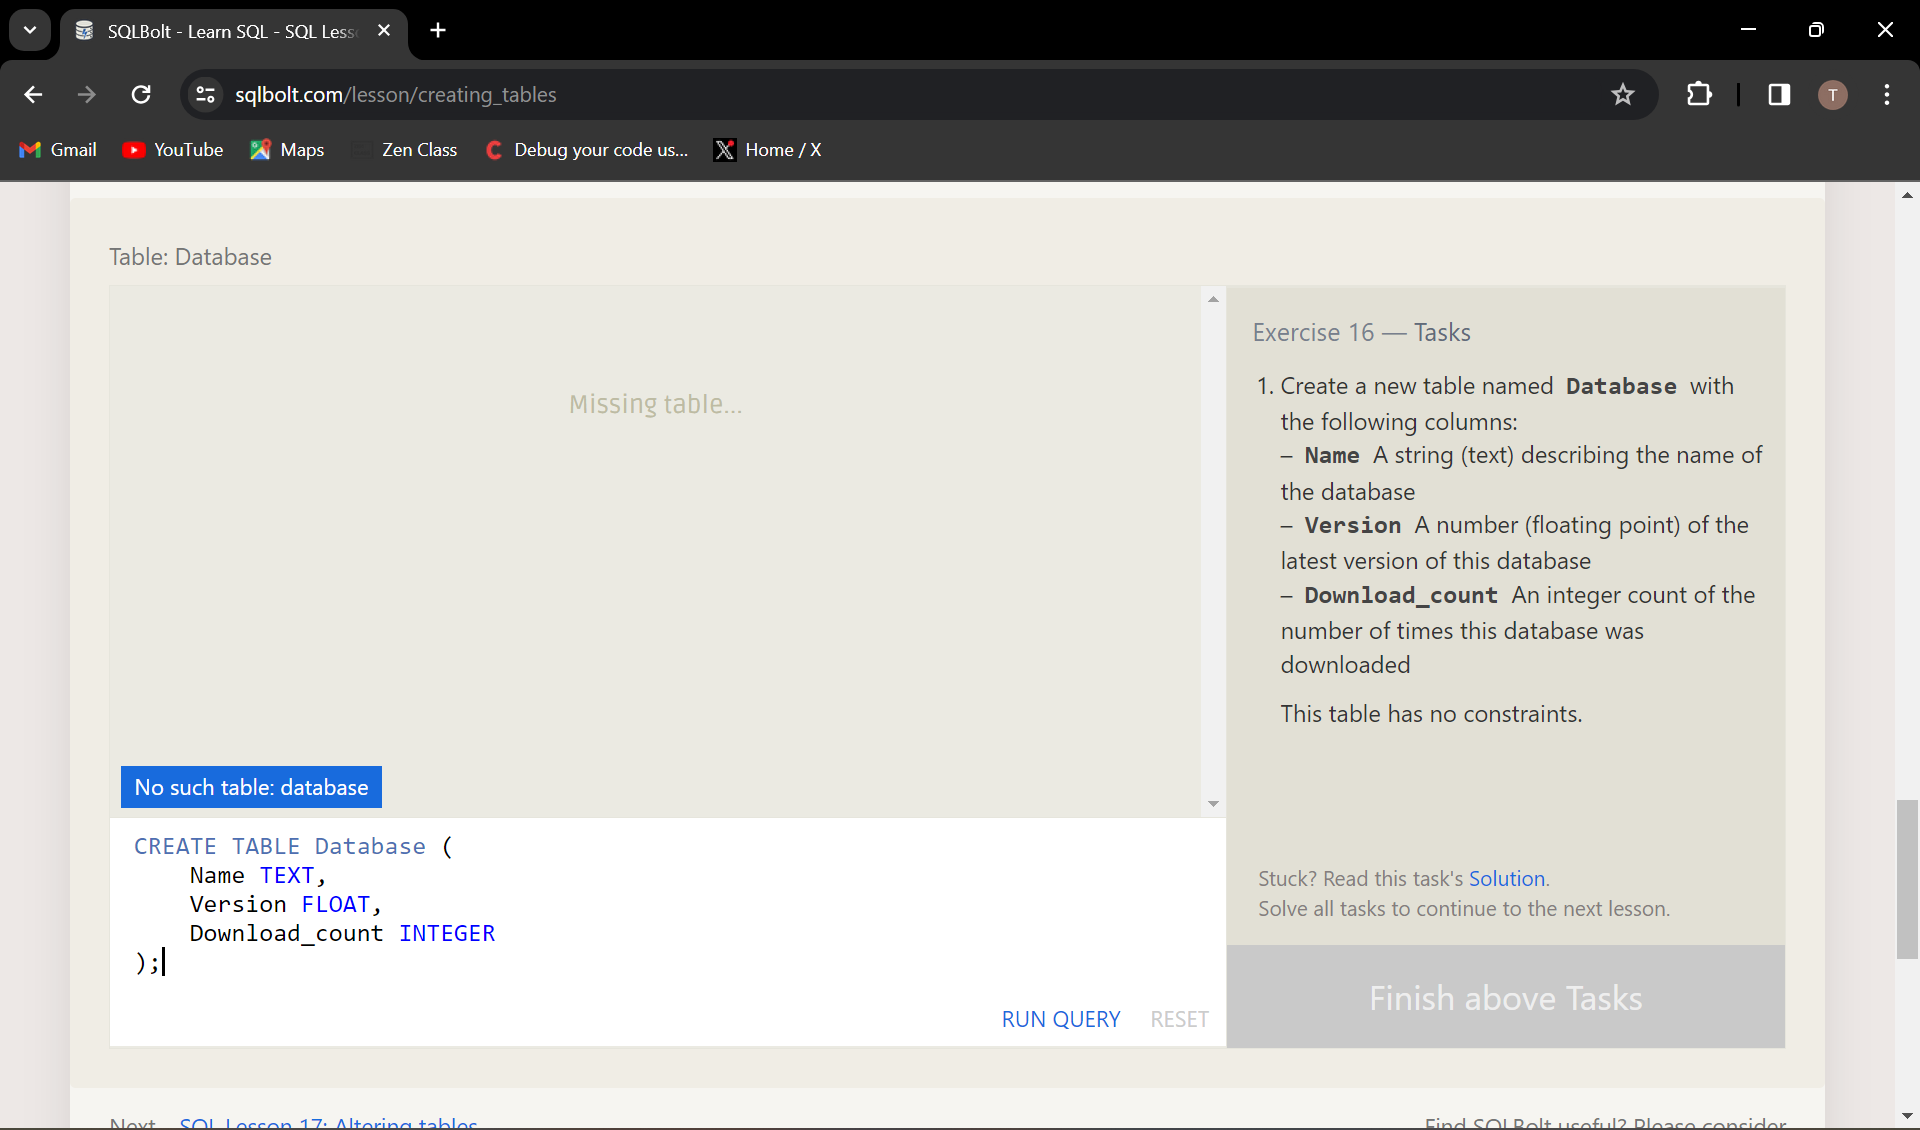 SQLBolt - Learn SQL - SQL Less
sqlbolt.com/lesson/creating_tables
T
Gmail
YouTube
Maps
Zen Class
Debug your code us...
Home / X
Table: Database
Missing table...
No such table: database
CREATE TABLE Database (
Name TEXT,
Version FLOAT,
Download_count INTEGER
);
RUN QUERY
RESET
Exercise 16 — Tasks
1. Create a new table named Database with
the following columns:
– Name A string (text) describing the name of
the database
– Version A number (floating point) of the
latest version of this database
– Download_count An integer count of the
number of times this database was
downloaded
This table has no constraints.
Stuck? Read this task's Solution.
Solve all tasks to continue to the next lesson.
Finish above Tasks
Next – SQL Lesson 17: Altering tables
Find SQLBolt useful? Please consider